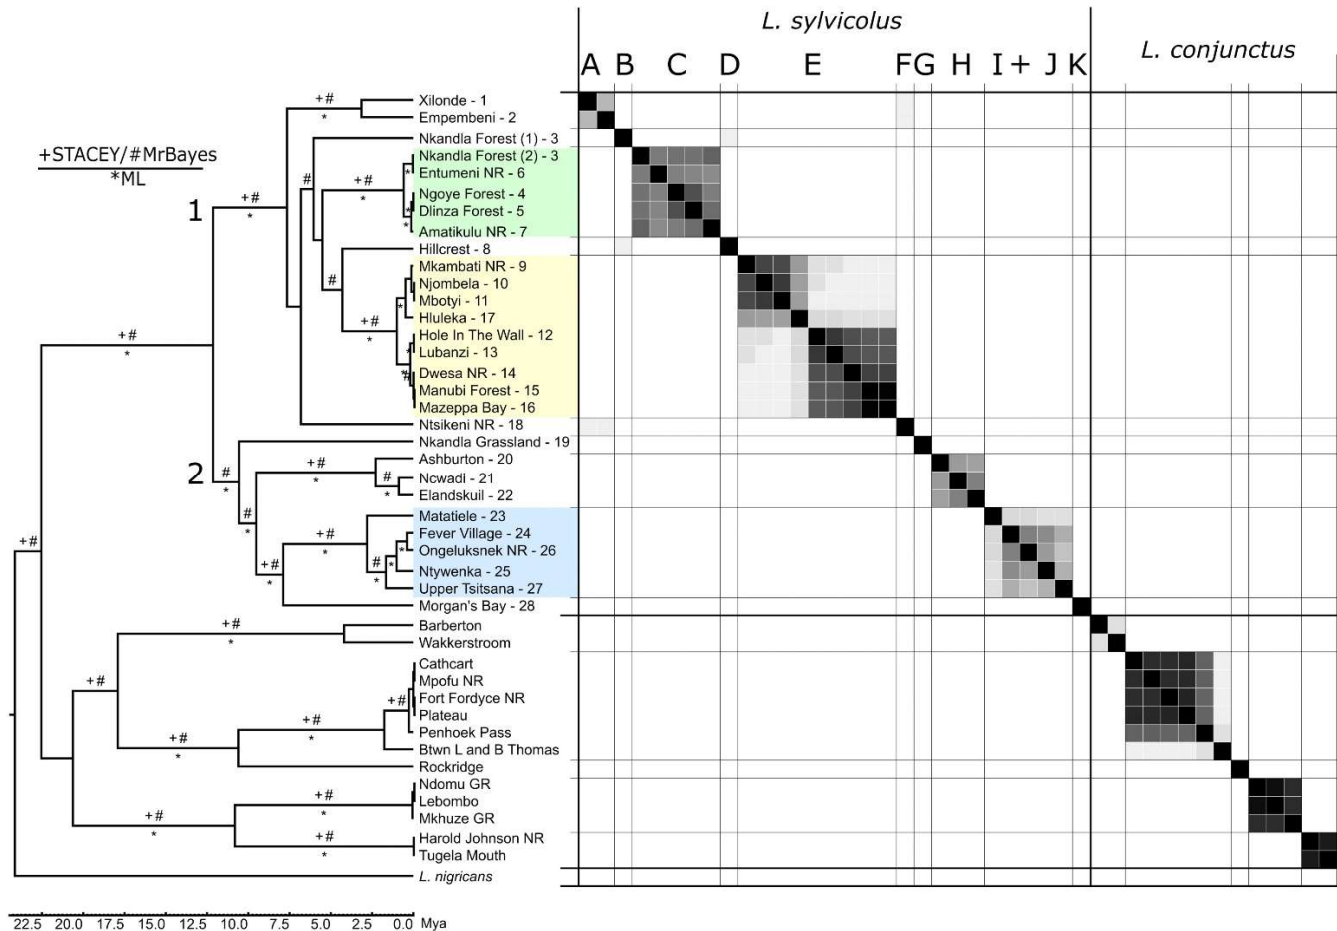 L. sylvicolus
L. conjunctus
A B C D E F G H I + J K
+STACEY/#MrBayes
*ML
1
2
Xilonde - 1
Empembeni - 2
Nkandla Forest (1) - 3
Nkandla Forest (2) - 3
Entumeni NR - 6
Ngoye Forest - 4
Dlinza Forest - 5
Amatikulu NR - 7
Hillcrest - 8
Mkambati NR - 9
Njombela - 10
Mbotyi - 11
Hluleka - 17
Hole In The Wall - 12
Lubanzi - 13
Dwesa NR - 14
Manubi Forest - 15
Mazeppa Bay - 16
Ntsikeni NR - 18
Nkandla Grassland - 19
Ashburton - 20
Ncwadi - 21
Elandskuil - 22
Matatiele - 23
Fever Village - 24
Ongeluksnek NR - 26
Ntywenka - 25
Upper Tsitsana - 27
Morgan's Bay - 28
Barberton
Wakkerstroom
Cathcart
Mpofu NR
Fort Fordyce NR
Plateau
Penhoek Pass
Btwn L and B Thomas
Rockridge
Ndomu GR
Lebombo
Mkhuze GR
Harold Johnson NR
Tugela Mouth
L. nigricans
22.5 20.0 17.5 15.0 12.5 10.0 7.5 5.0 2.5 0.0 Mya